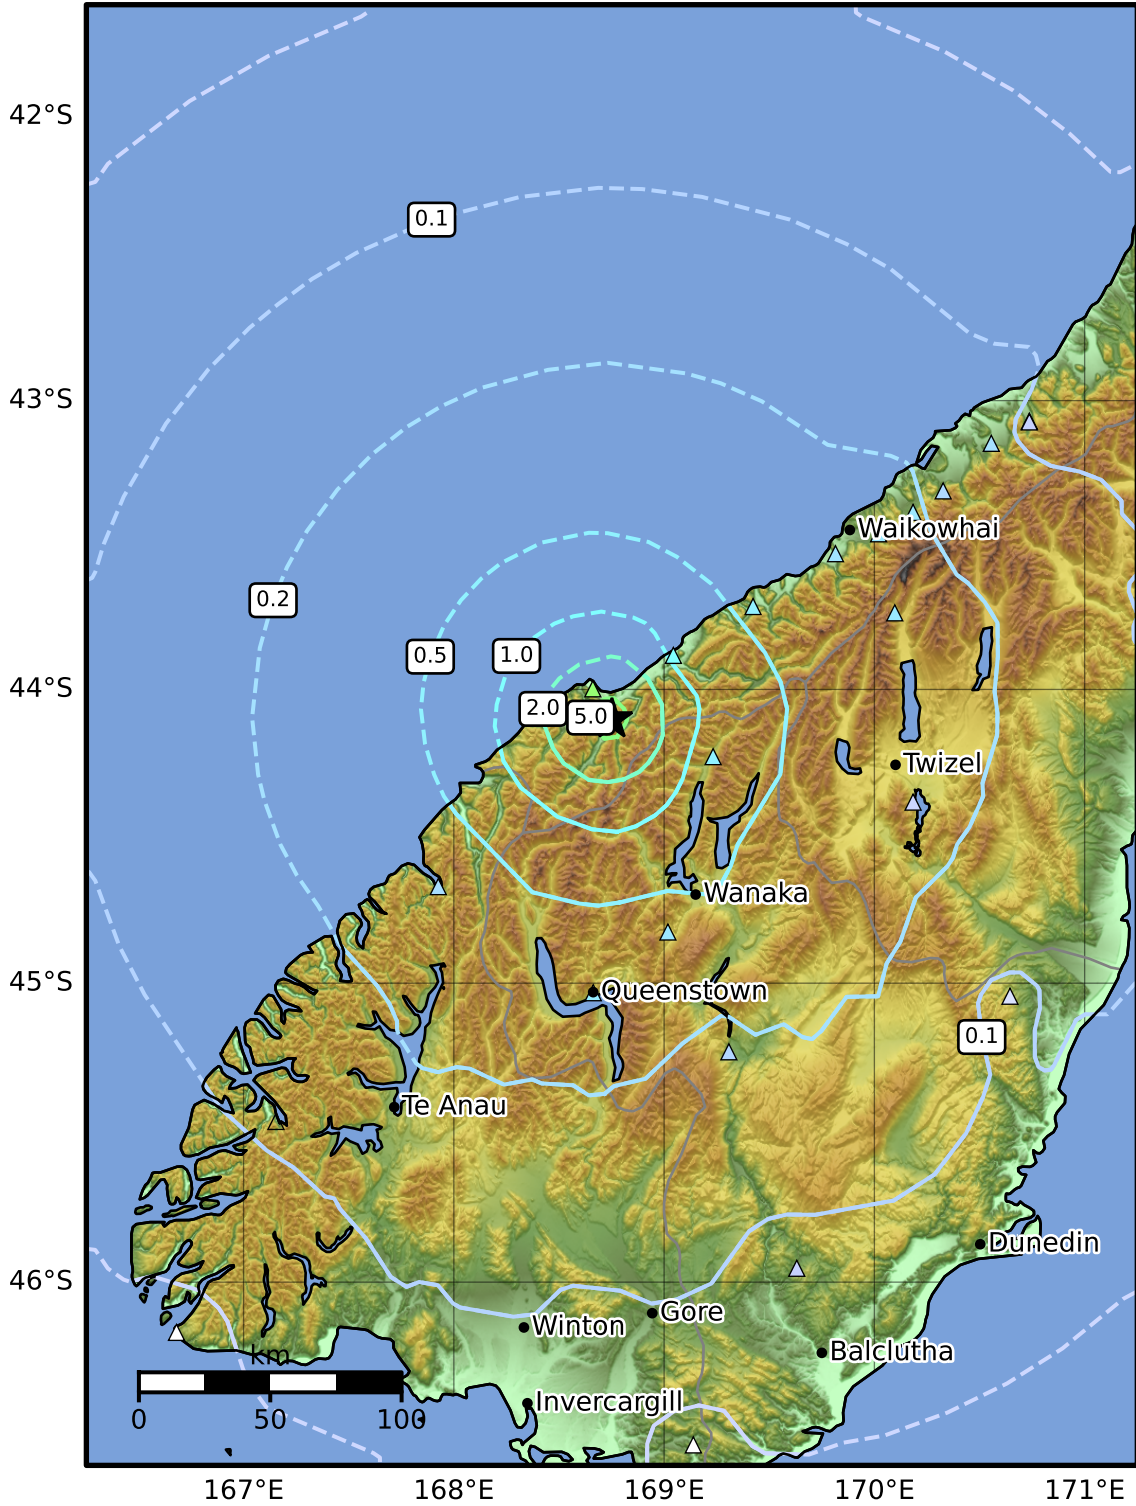 42°S
0.1
43°S
Waikowhai
0.2
0.5
1.0
44°S
2.0
5.0
Twizel
Wanaka
45°S
Queenstown
0.1
Te Anau
Dunedin
46°S
Gore
Winton
Balclutha
km
Invercargill
0
50
100
167°E
168°E
169°E
170°E
171°E